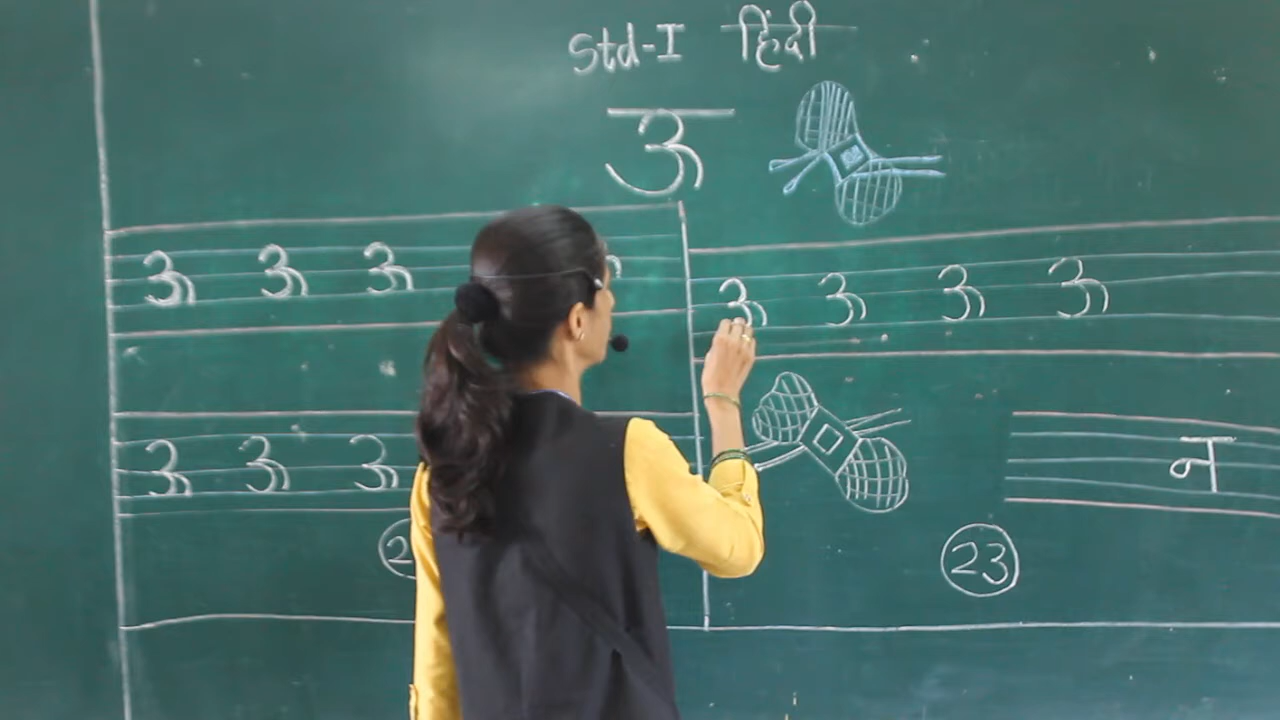 Std-I हिंदी
ऊ
ऊ ऊ ऊ
ऊ ऊ ऊ ऊ
ऊ ऊ ऊ
न
23